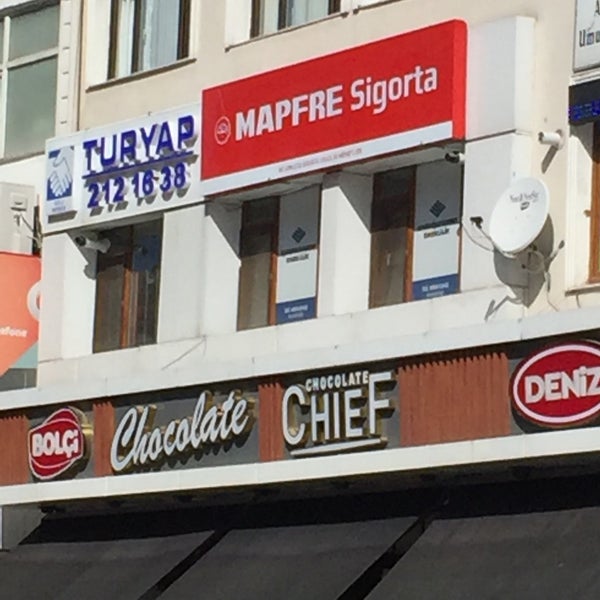 TURYAP
212 16 38
MAPFRE Sigorta
BOLÇİ
Chocolate
CHOCOLATE
CHIEF
DENİZ